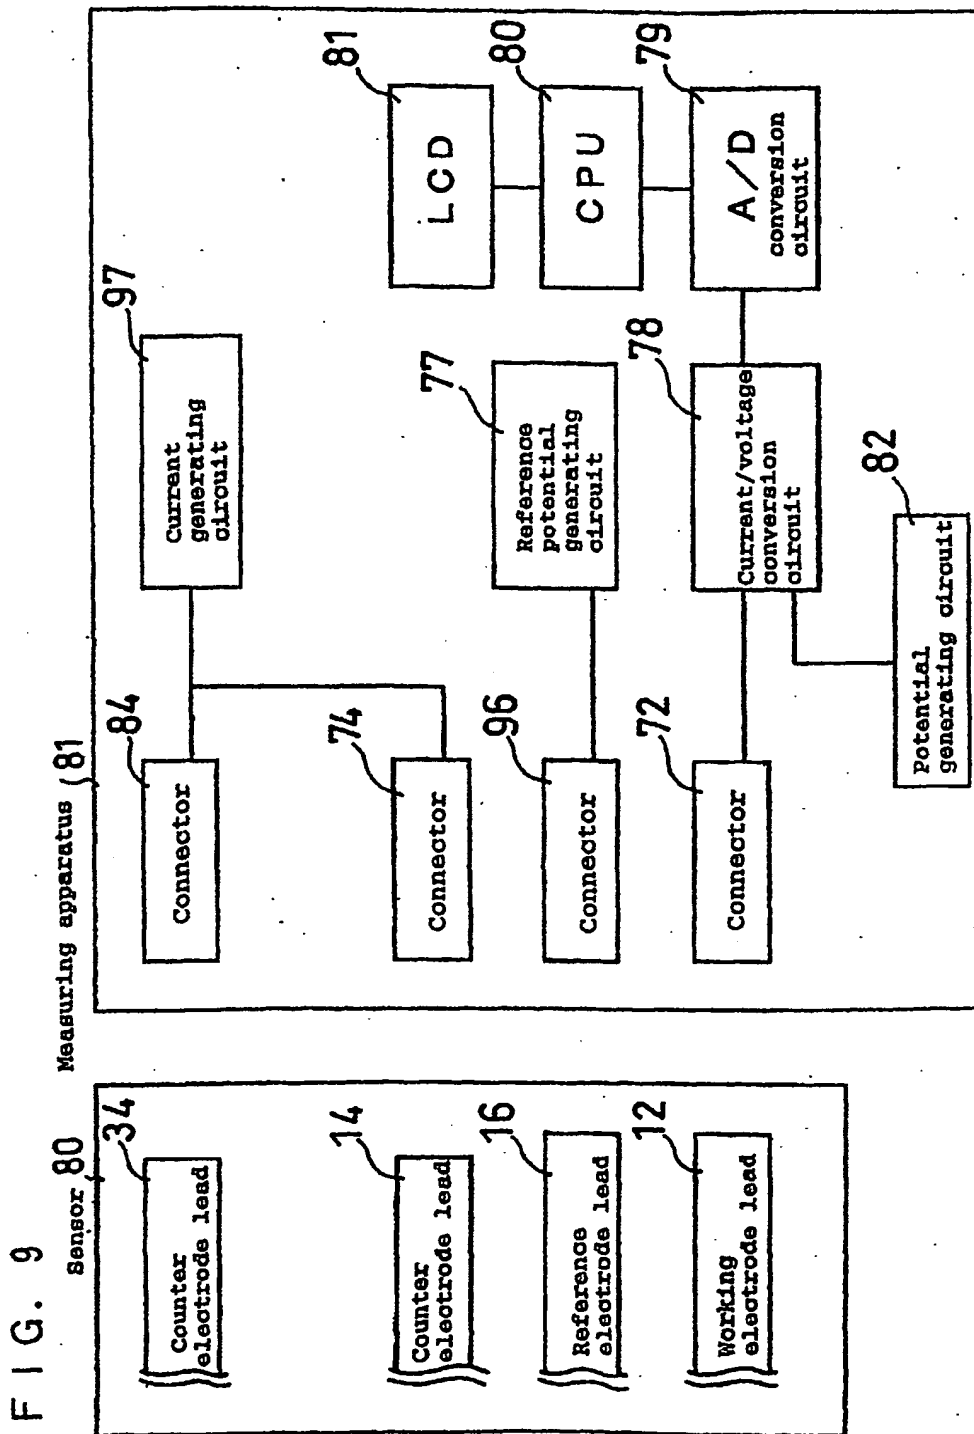 FIG. 9
Sensor 80
Measuring apparatus 81
34
Counter
electrode lead
14
Counter
electrode lead
16
Reference
electrode lead
12
Working
electrode lead
84
Connector
74
Connector
96
Connector
72
Connector
97
Current
generating
circuit
77
Reference
potential
generating
circuit
78
Current/voltage
conversion
circuit
82
Potential
generating circuit
81
LCD
80
CPU
79
A/D
conversion
circuit